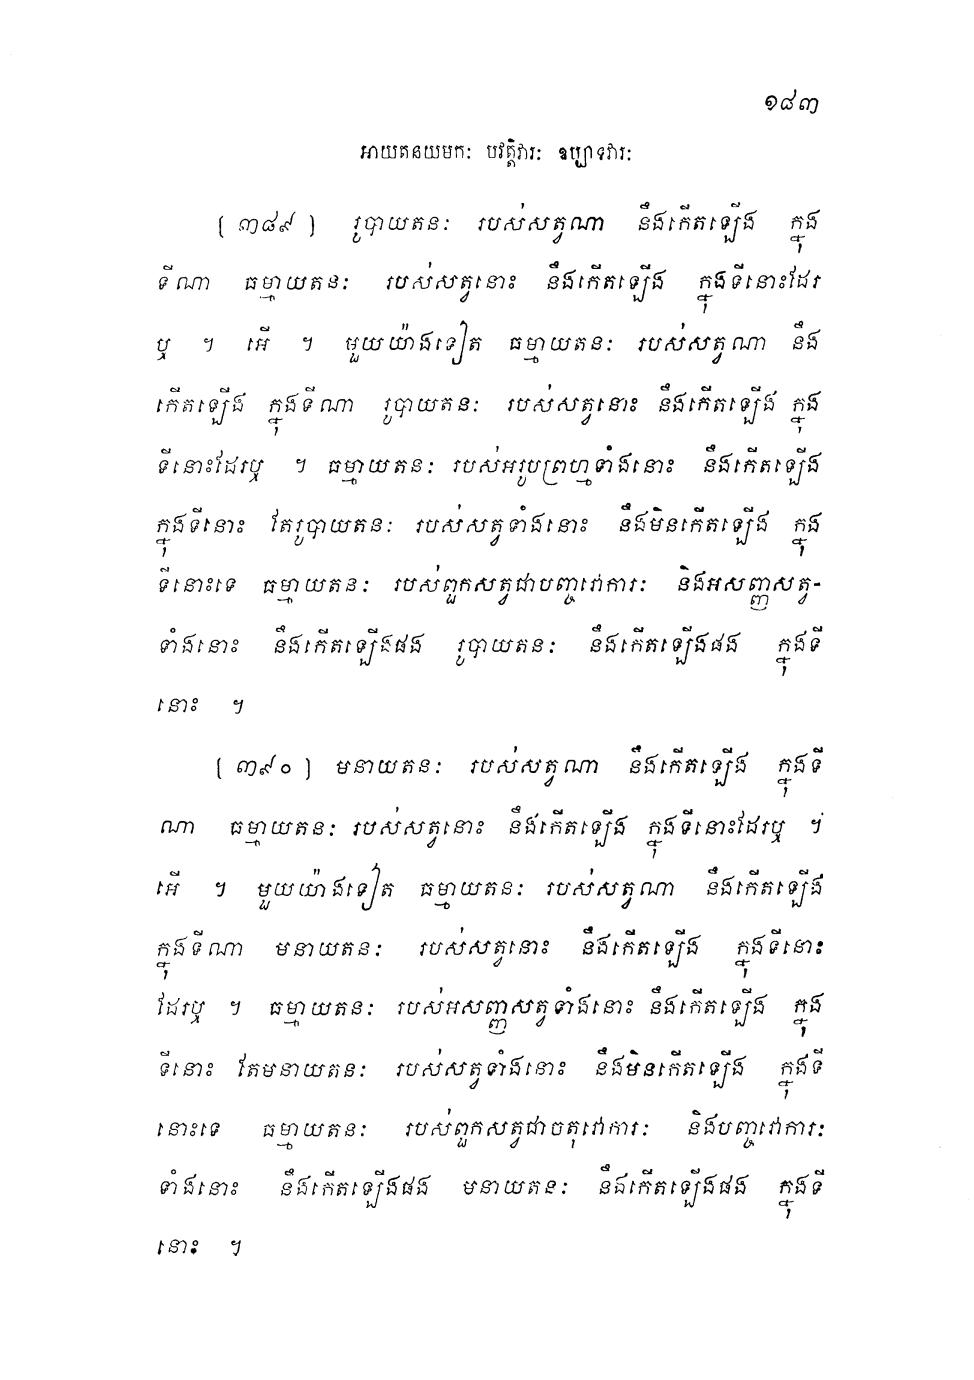 ១៨៣
អាយតនយមកៈ បវត្តិវារៈ ឧប្បាទវារៈ
(៣៨៩) រូបាយតនៈ របស់សត្វណា នឹងកើតឡើង ក្នុង
ទីណា ធម្មាយតនៈ របស់សត្វនោះ នឹងកើតឡើង ក្នុងទីនោះដែរ
ឬ ។ អើ ។ មួយយ៉ាងទៀត ធម្មាយតនៈ របស់សត្វណា នឹង
កើតឡើង ក្នុងទីណា រូបាយតនៈ របស់សត្វនោះ នឹងកើតឡើង ក្នុង
ទីនោះដែរឬ ។ ធម្មាយតនៈ របស់អរូបព្រហ្មទាំងនោះ នឹងកើតឡើង
ក្នុងទីនោះ តែរូបាយតនៈ របស់សត្វទាំងនោះ នឹងមិនកើតឡើង ក្នុង
ទីនោះទេ ធម្មាយតនៈ របស់ពួកសត្វជាបញ្ចវោការៈ និងអសញ្ញសត្វ-
ទាំងនោះ នឹងកើតឡើងផង រូបាយតនៈ នឹងកើតឡើងផង ក្នុងទី
នោះ ។
(៣៩០) មនាយតនៈ របស់សត្វណា នឹងកើតឡើង ក្នុងទី
ណា ធម្មាយតនៈ របស់សត្វនោះ នឹងកើតឡើង ក្នុងទីនោះដែរឬ ។
អើ ។ មួយយ៉ាងទៀត ធម្មាយតនៈ របស់សត្វណា នឹងកើតឡើង
ក្នុងទីណា មនាយតនៈ របស់សត្វនោះ នឹងកើតឡើង ក្នុងទីនោះ
ដែរឬ ។ ធម្មាយតនៈ របស់អសញ្ញសត្វទាំងនោះ នឹងកើតឡើង ក្នុង
ទីនោះ តែមនាយតនៈ របស់សត្វទាំងនោះ នឹងមិនកើតឡើង ក្នុងទី
នោះទេ ធម្មាយតនៈ របស់ពួកសត្វជាចតុវោការៈ និងបញ្ចវោការៈ
ទាំងនោះ នឹងកើតឡើងផង មនាយតនៈ នឹងកើតឡើងផង ក្នុងទី
នោះ ។